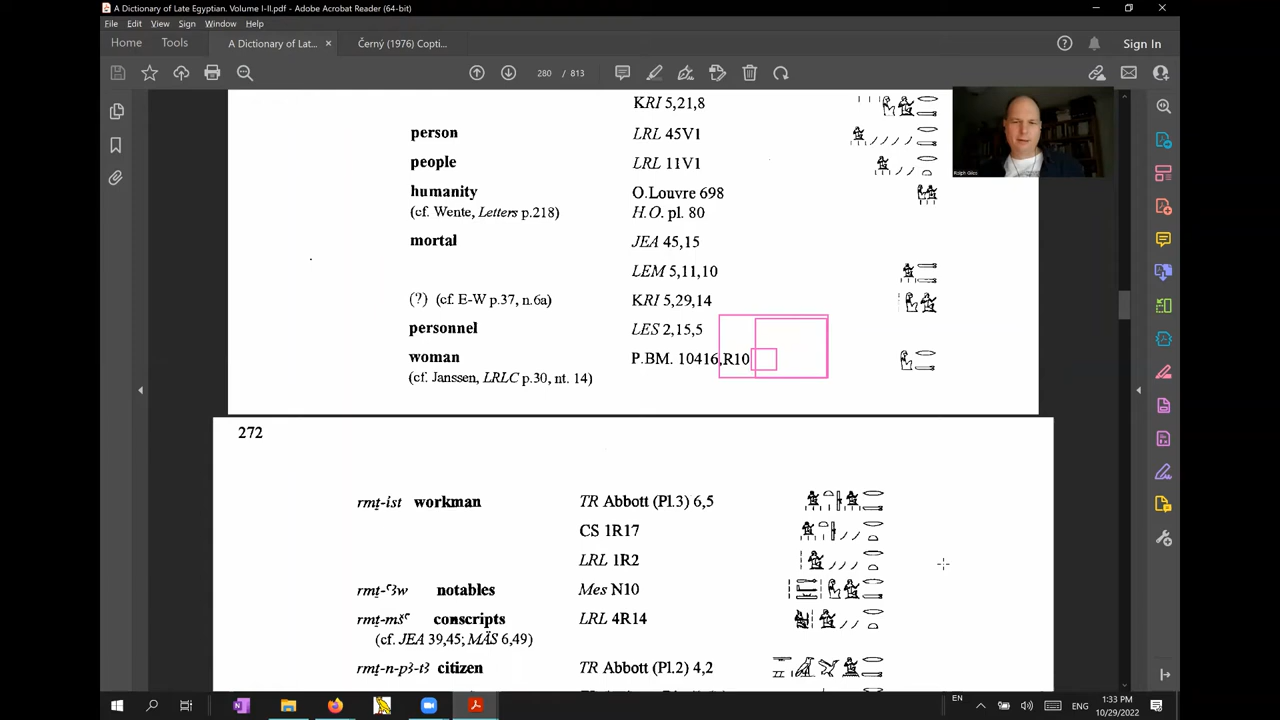 A Dictionary of Late Egyptian. Volume I-II.pdf - Adobe Acrobat Reader (64-bit)
File Edit View Sign Window Help
Home Tools A Dictionary of Lat... × Černý (1976) Copti... Sign In
280 / 813
KRI 5,21,8
person LRL 45V1
people LRL 11V1
humanity O.Louvre 698
(cf. Wente, Letters p.218) H.O. pl. 80
mortal JEA 45,15
LEM 5,11,10
(?) (cf. E-W p.37, n.6a) KRI 5,29,14
personnel LES 2,15,5
woman P.BM. 10416,R10
(cf. Janssen, LRLC p.30, nt. 14)
Ralph Giles
272
rmṯ-ist workman TR Abbott (Pl.3) 6,5
CS 1R17
LRL 1R2
rmṯ-ꜥꜣw notables Mes N10
rmṯ-mšꜥ conscripts LRL 4R14
(cf. JEA 39,45; MÄS 6,49)
rmṯ-n-pꜣ-tꜣ citizen TR Abbott (Pl.2) 4,2
EN
ENG
1:33 PM
10/29/2022